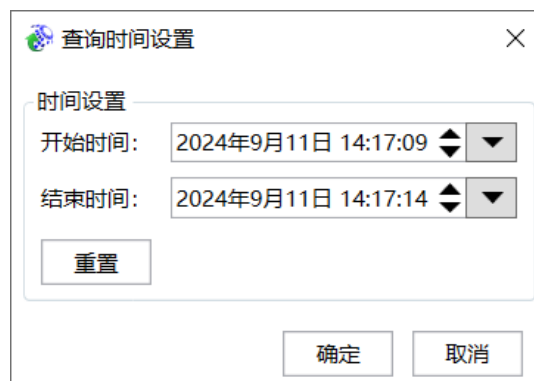 查询时间设置
时间设置
开始时间: 2024年9月11日 14:17:09
结束时间: 2024年9月11日 14:17:14
重置
确定 取消